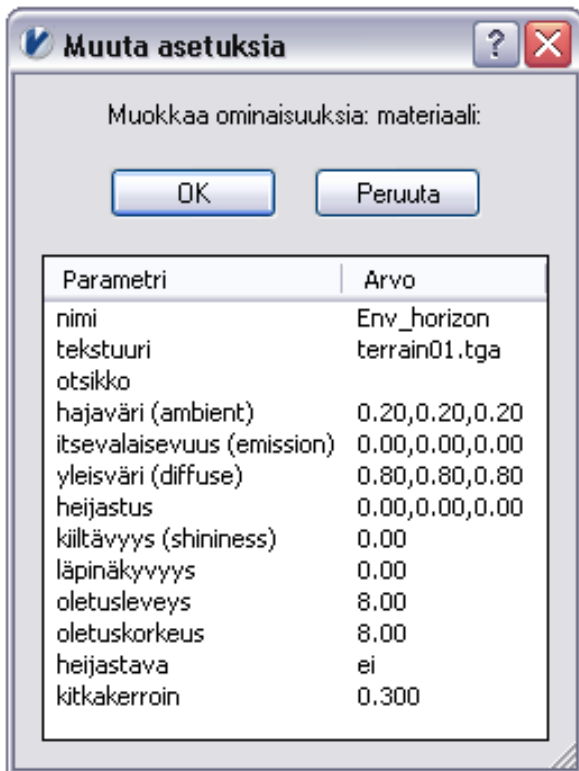 Muuta asetuksia
Muokkaa ominaisuuksia: materiaali:
OK Peruuta
Parametri Arvo
nimi Env_horizon
tekstuuri terrain01.tga
otsikko
hajaväri (ambient) 0.20,0.20,0.20
itsevalaisevuus (emission) 0.00,0.00,0.00
yleisväri (diffuse) 0.80,0.80,0.80
heijastus 0.00,0.00,0.00
kiiltävyys (shininess) 0.00
läpinäkyvyys 0.00
oletusleveys 8.00
oletuskorkeus 8.00
heijastava ei
kitkakerroin 0.300